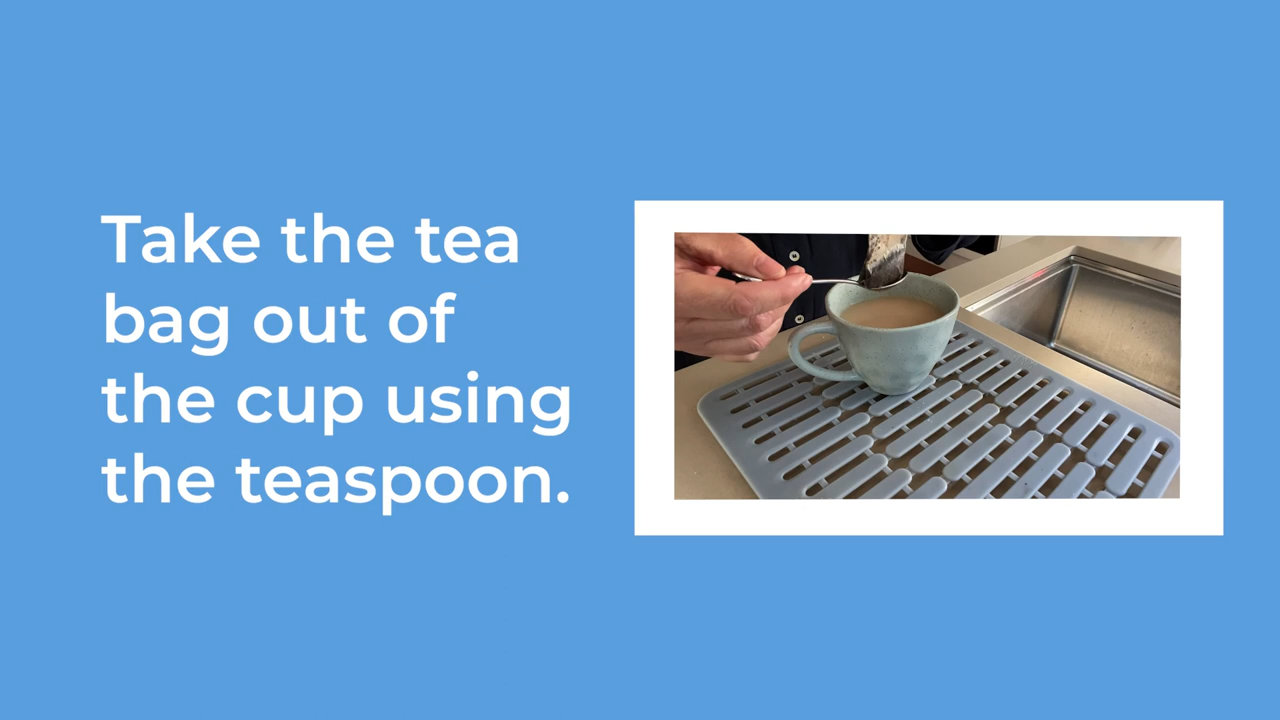 Take the tea
bag out of
the cup using
the teaspoon.